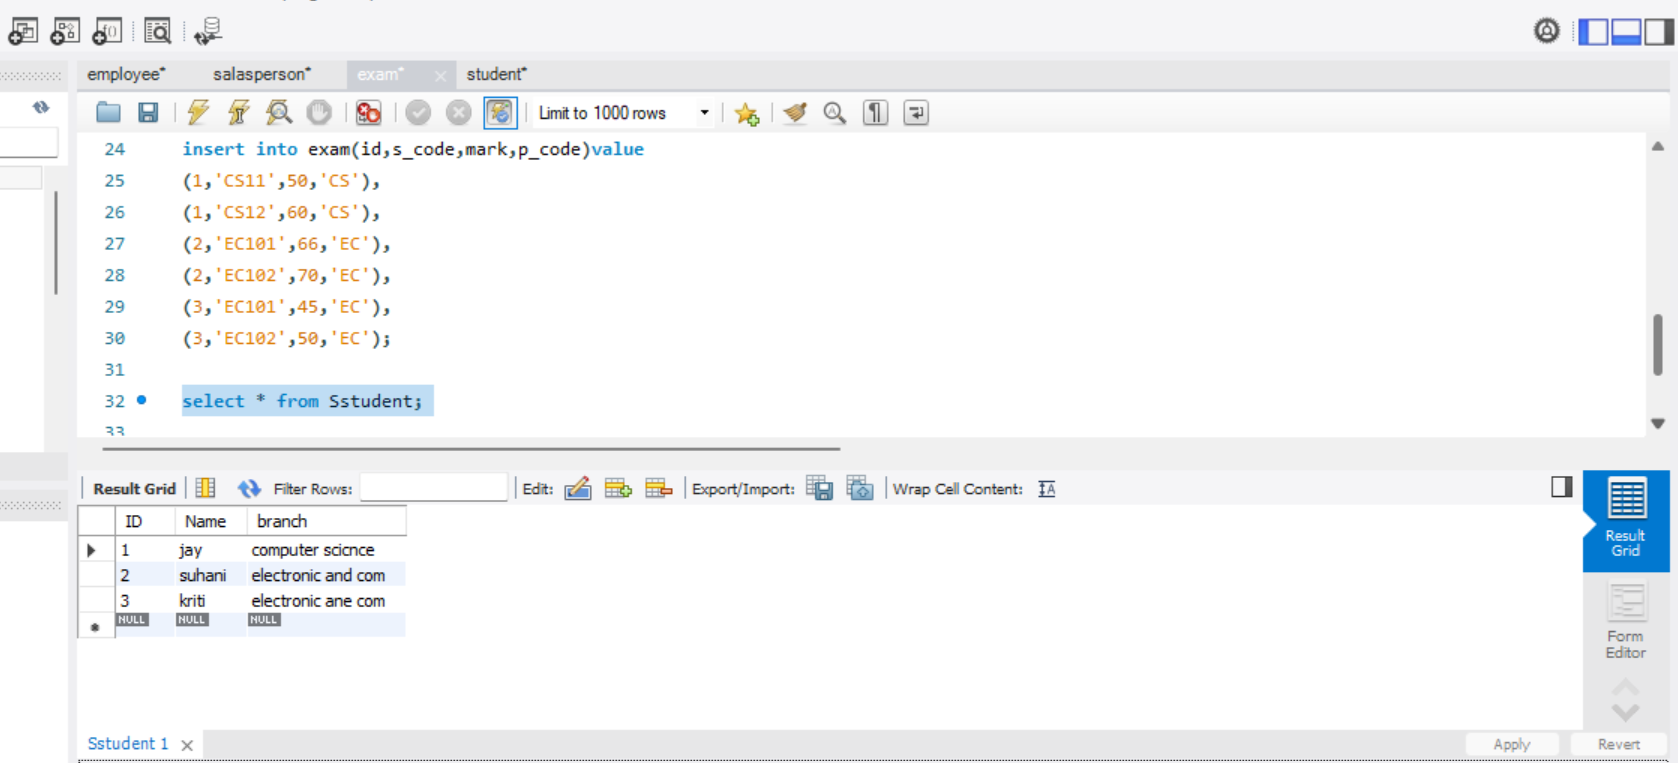 employee* salasperson* exam* student*
Limit to 1000 rows
24 insert into exam(id,s_code,mark,p_code)value
25 (1,'CS11',50,'CS'),
26 (1,'CS12',60,'CS'),
27 (2,'EC101',66,'EC'),
28 (2,'EC102',70,'EC'),
29 (3,'EC101',45,'EC'),
30 (3,'EC102',50,'EC');
31
32 select * from Sstudent;
33
Result Grid Filter Rows: Edit: Export/Import: Wrap Cell Content: IA
ID Name branch
1 jay computer scicnce
2 suhani electronic and com
3 kriti electronic ane com
NULL NULL NULL
Result
Grid
Form
Editor
Sstudent 1 Apply Revert